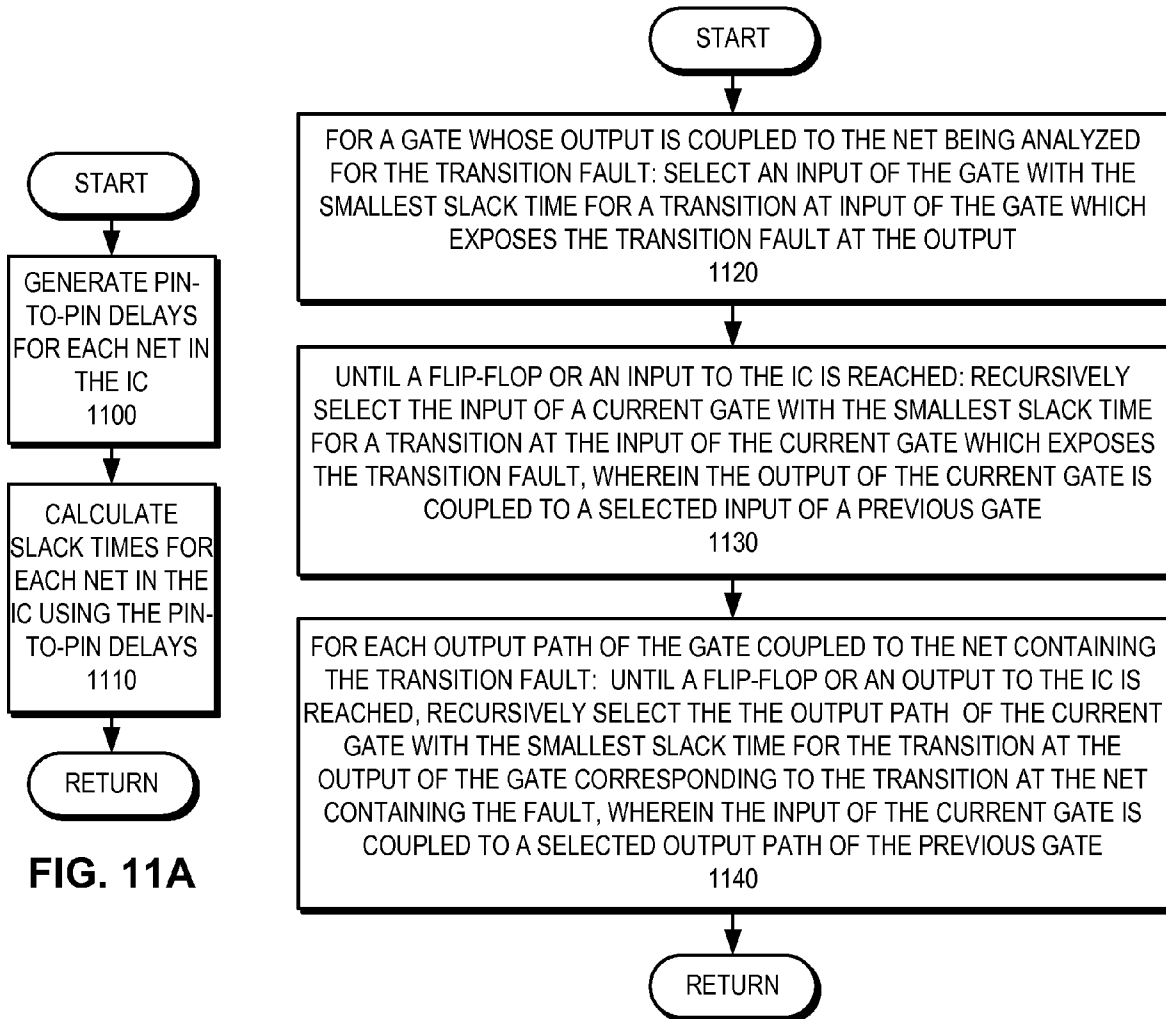 START
GENERATE PIN-
TO-PIN DELAYS
FOR EACH NET IN
THE IC
1100
CALCULATE
SLACK TIMES FOR
EACH NET IN THE
IC USING THE PIN-
TO-PIN DELAYS
1110
RETURN
FIG. 11A
START
FOR A GATE WHOSE OUTPUT IS COUPLED TO THE NET BEING ANALYZED
FOR THE TRANSITION FAULT: SELECT AN INPUT OF THE GATE WITH THE
SMALLEST SLACK TIME FOR A TRANSITION AT INPUT OF THE GATE WHICH
EXPOSES THE TRANSITION FAULT AT THE OUTPUT
1120
UNTIL A FLIP-FLOP OR AN INPUT TO THE IC IS REACHED: RECURSIVELY
SELECT THE INPUT OF A CURRENT GATE WITH THE SMALLEST SLACK TIME
FOR A TRANSITION AT THE INPUT OF THE CURRENT GATE WHICH EXPOSES
THE TRANSITION FAULT, WHEREIN THE OUTPUT OF THE CURRENT GATE IS
COUPLED TO A SELECTED INPUT OF A PREVIOUS GATE
1130
FOR EACH OUTPUT PATH OF THE GATE COUPLED TO THE NET CONTAINING
THE TRANSITION FAULT: UNTIL A FLIP-FLOP OR AN OUTPUT TO THE IC IS
REACHED, RECURSIVELY SELECT THE THE OUTPUT PATH OF THE CURRENT
GATE WITH THE SMALLEST SLACK TIME FOR THE TRANSITION AT THE
OUTPUT OF THE GATE CORRESPONDING TO THE TRANSITION AT THE NET
CONTAINING THE FAULT, WHEREIN THE INPUT OF THE CURRENT GATE IS
COUPLED TO A SELECTED OUTPUT PATH OF THE PREVIOUS GATE
1140
RETURN